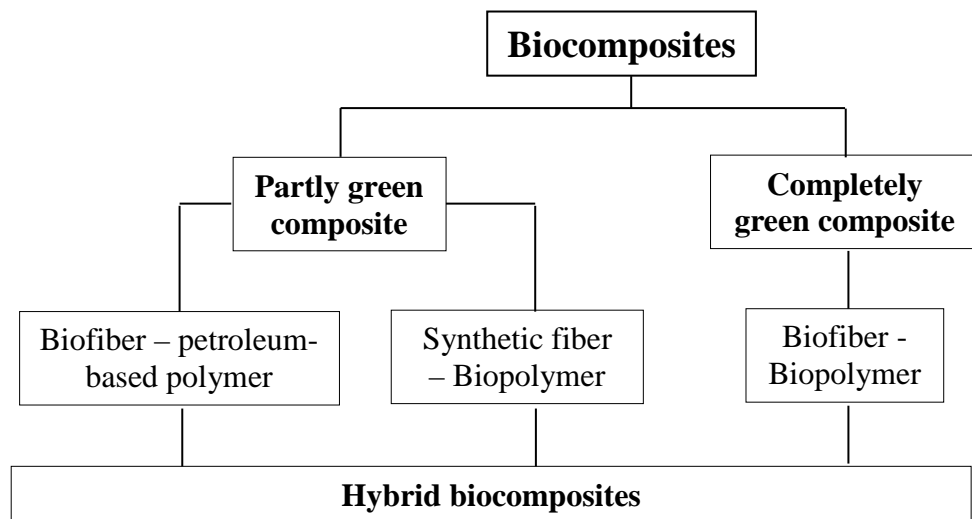 Biocomposites
Partly green
composite
Completely
green composite
Biofiber – petroleum-
based polymer
Synthetic fiber
– Biopolymer
Biofiber -
Biopolymer
Hybrid biocomposites